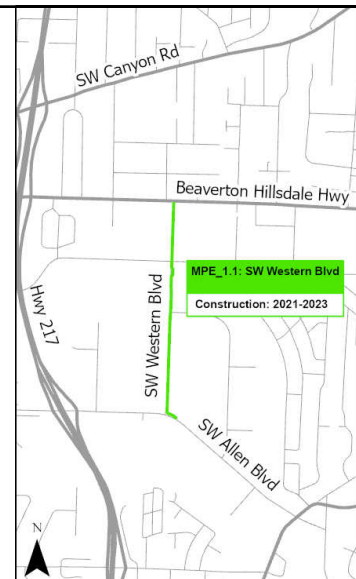 SW Canyon Rd
Beaverton Hillsdale Hwy
MPE_1.1: SW Western Blvd
Construction: 2021-2023
Hwy 217
SW Western Blvd
SW Allen Blvd
N